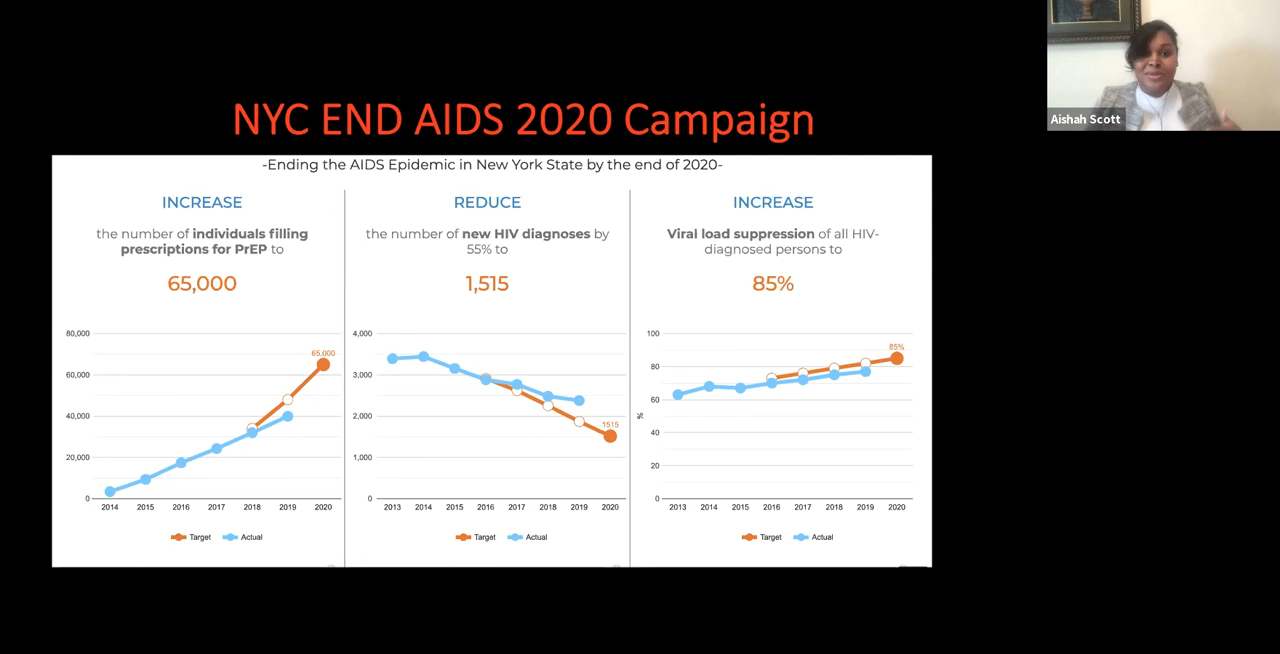 NYC END AIDS 2020 Campaign
Aishah Scott
-Ending the AIDS Epidemic in New York State by the end of 2020-
INCREASE
the number of individuals filling
prescriptions for PrEP to
65,000
80,000
60,000
40,000
20,000
0
65,000
2014 2015 2016 2017 2018 2019 2020
Target Actual
REDUCE
the number of new HIV diagnoses by
55% to
1,515
4,000
3,000
2,000
1,000
0
1515
2013 2014 2015 2016 2017 2018 2019 2020
Target Actual
INCREASE
Viral load suppression of all HIV-
diagnosed persons to
85%
100
80
60
40
20
0
%
85%
2013 2014 2015 2016 2017 2018 2019 2020
Target Actual